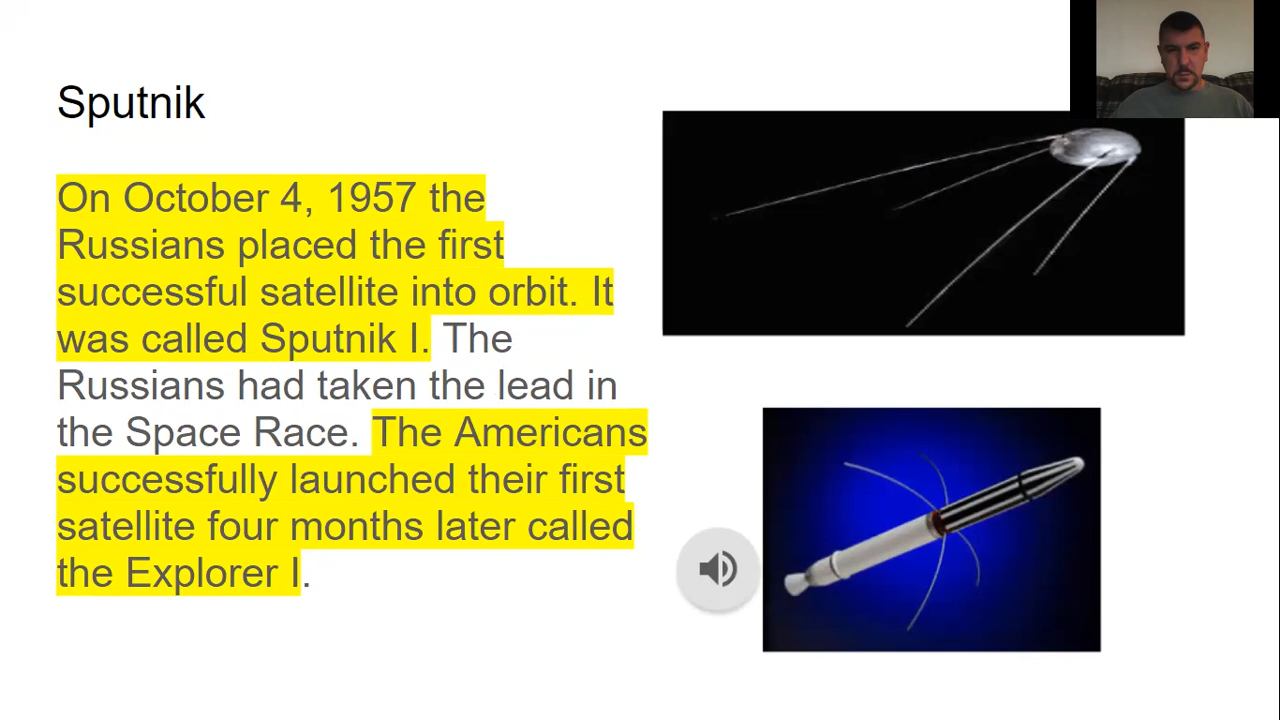 Sputnik
On October 4, 1957 the
Russians placed the first
successful satellite into orbit. It
was called Sputnik I. The
Russians had taken the lead in
the Space Race. The Americans
successfully launched their first
satellite four months later called
the Explorer I.